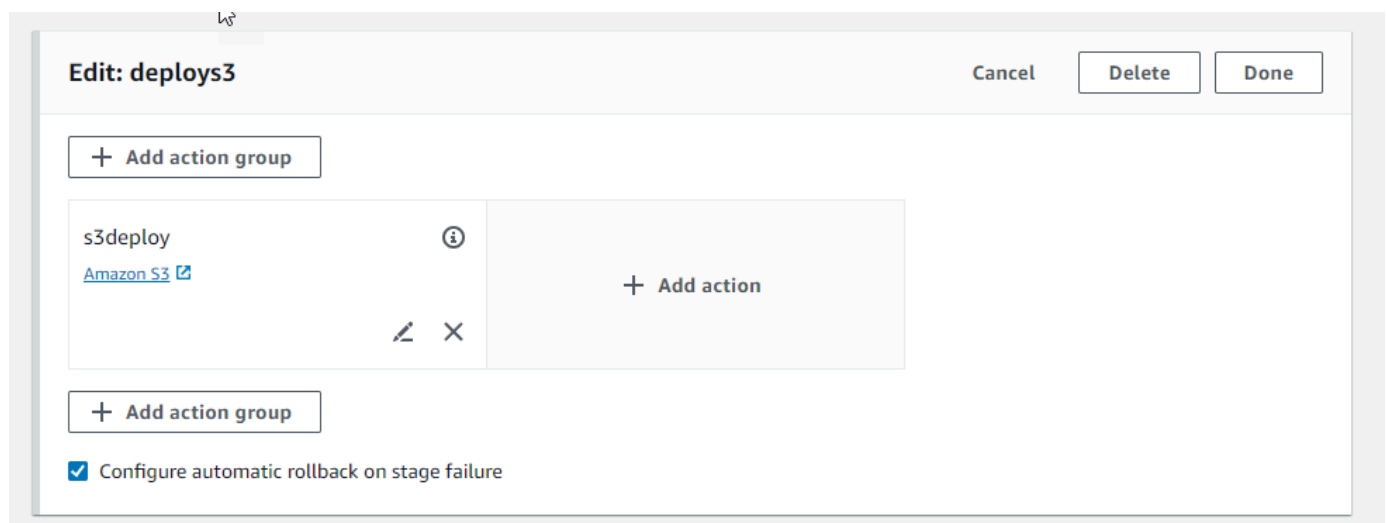 Edit: deploys3
Cancel
Delete
Done
+ Add action group
s3deploy
Amazon S3
+ Add action
+ Add action group
Configure automatic rollback on stage failure